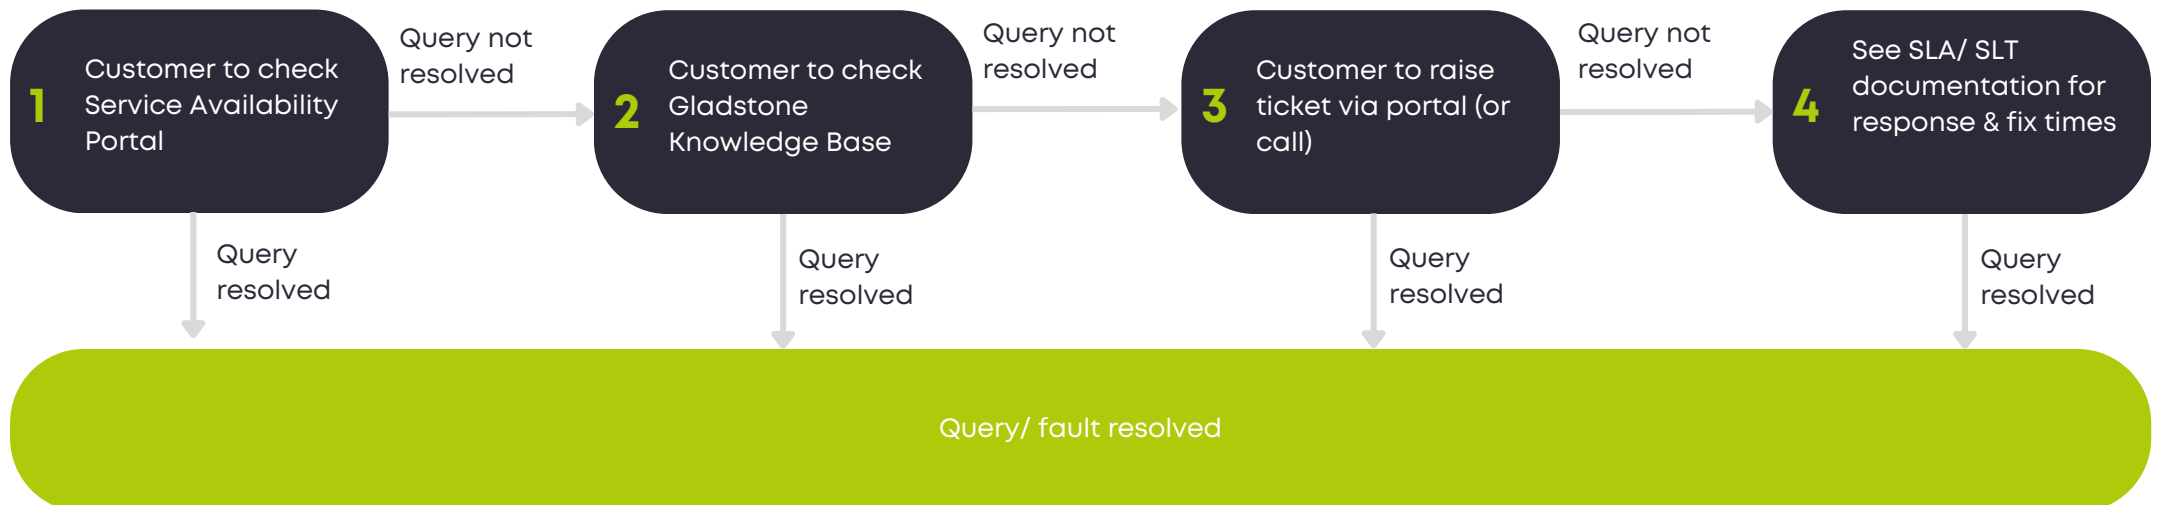 1
Customer to check
Service Availability
Portal
Query not
resolved
2
Customer to check
Gladstone
Knowledge Base
Query not
resolved
3
Customer to raise
ticket via portal (or
call)
Query not
resolved
4
See SLA/ SLT
documentation for
response & fix times
Query
resolved
Query
resolved
Query
resolved
Query
resolved
Query/ fault resolved